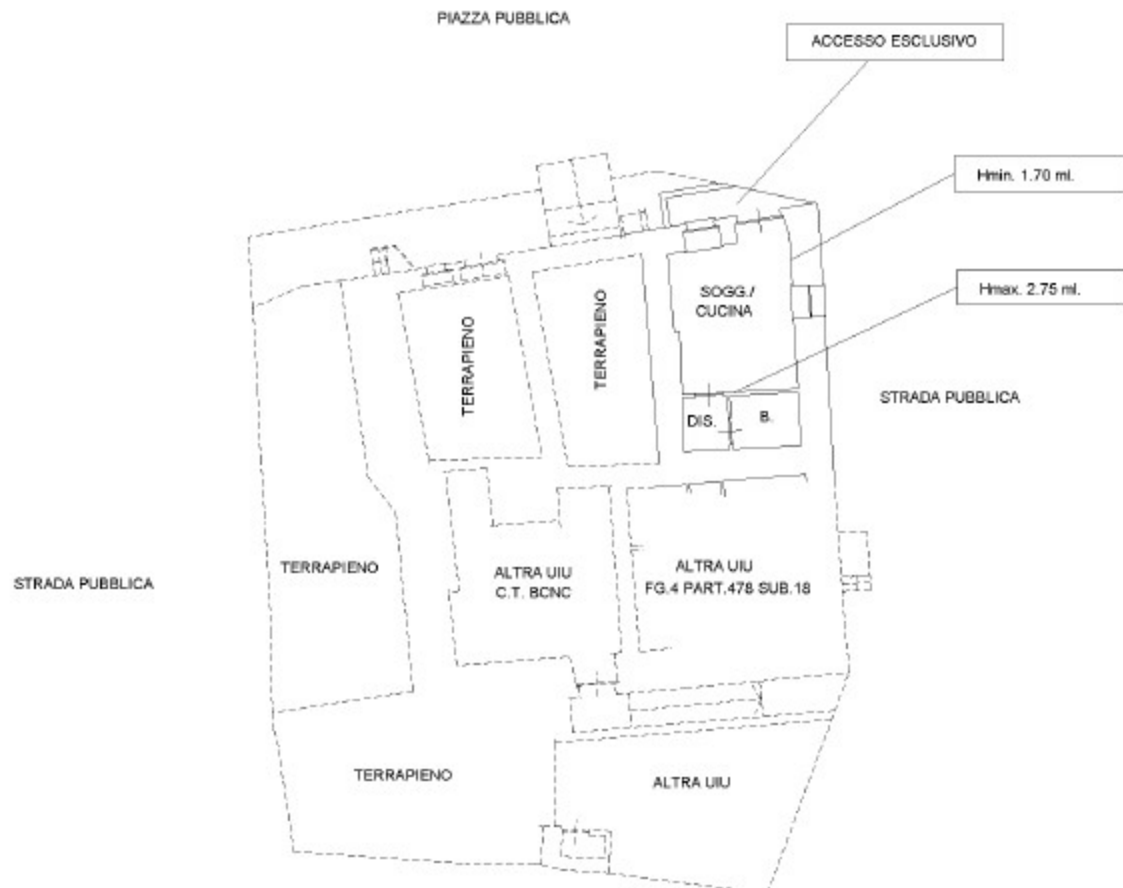 PIAZZA PUBBLICA
ACCESSO ESCLUSIVO
Hmin. 1.70 ml.
Hmax. 2.75 ml.
SOGG./
CUCINA
TERRAPIENO
TERRAPIENO
STRADA PUBBLICA
DIS.
B.
TERRAPIENO
ALTRA UIU
C.T. BCNC
ALTRA UIU
FG.4 PART.478 SUB.18
STRADA PUBBLICA
TERRAPIENO
ALTRA UIU